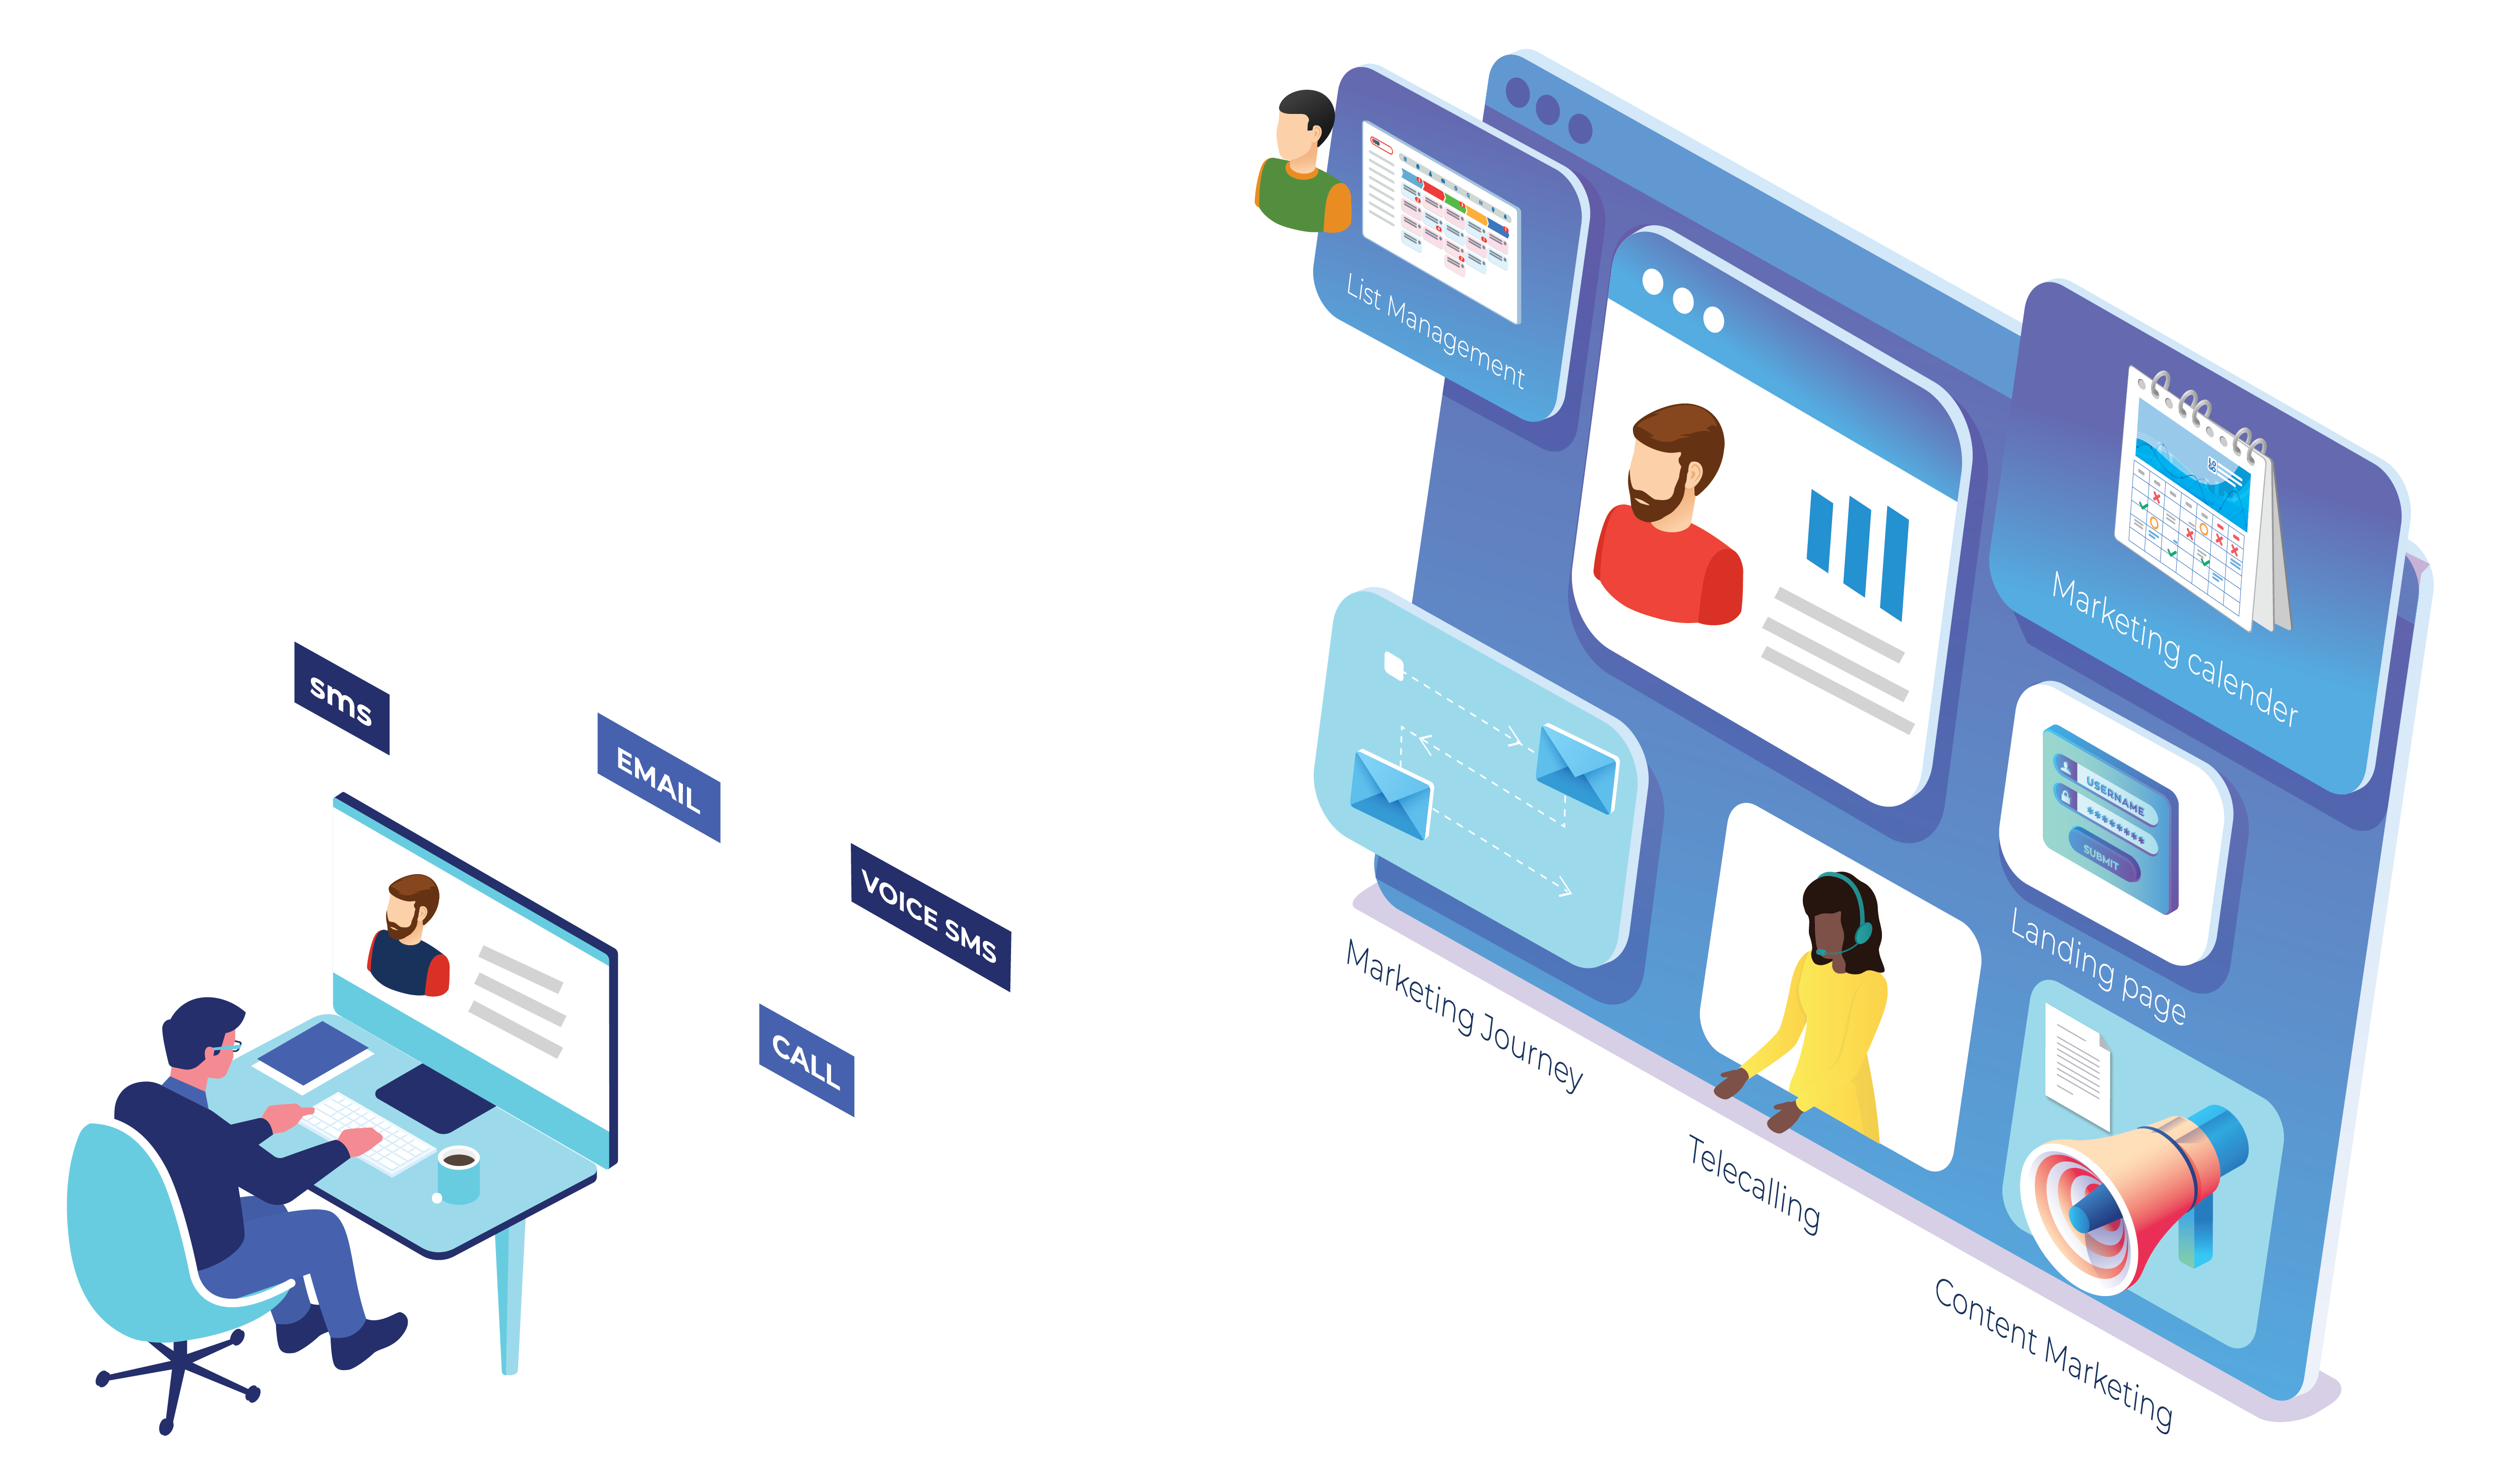 List Management
Marketing calender
sms
EMAIL
VOICE SMS
CALL
USERNAME
********
SUBMIT
Landing page
Marketing Journey
Telecalling
Content Marketing